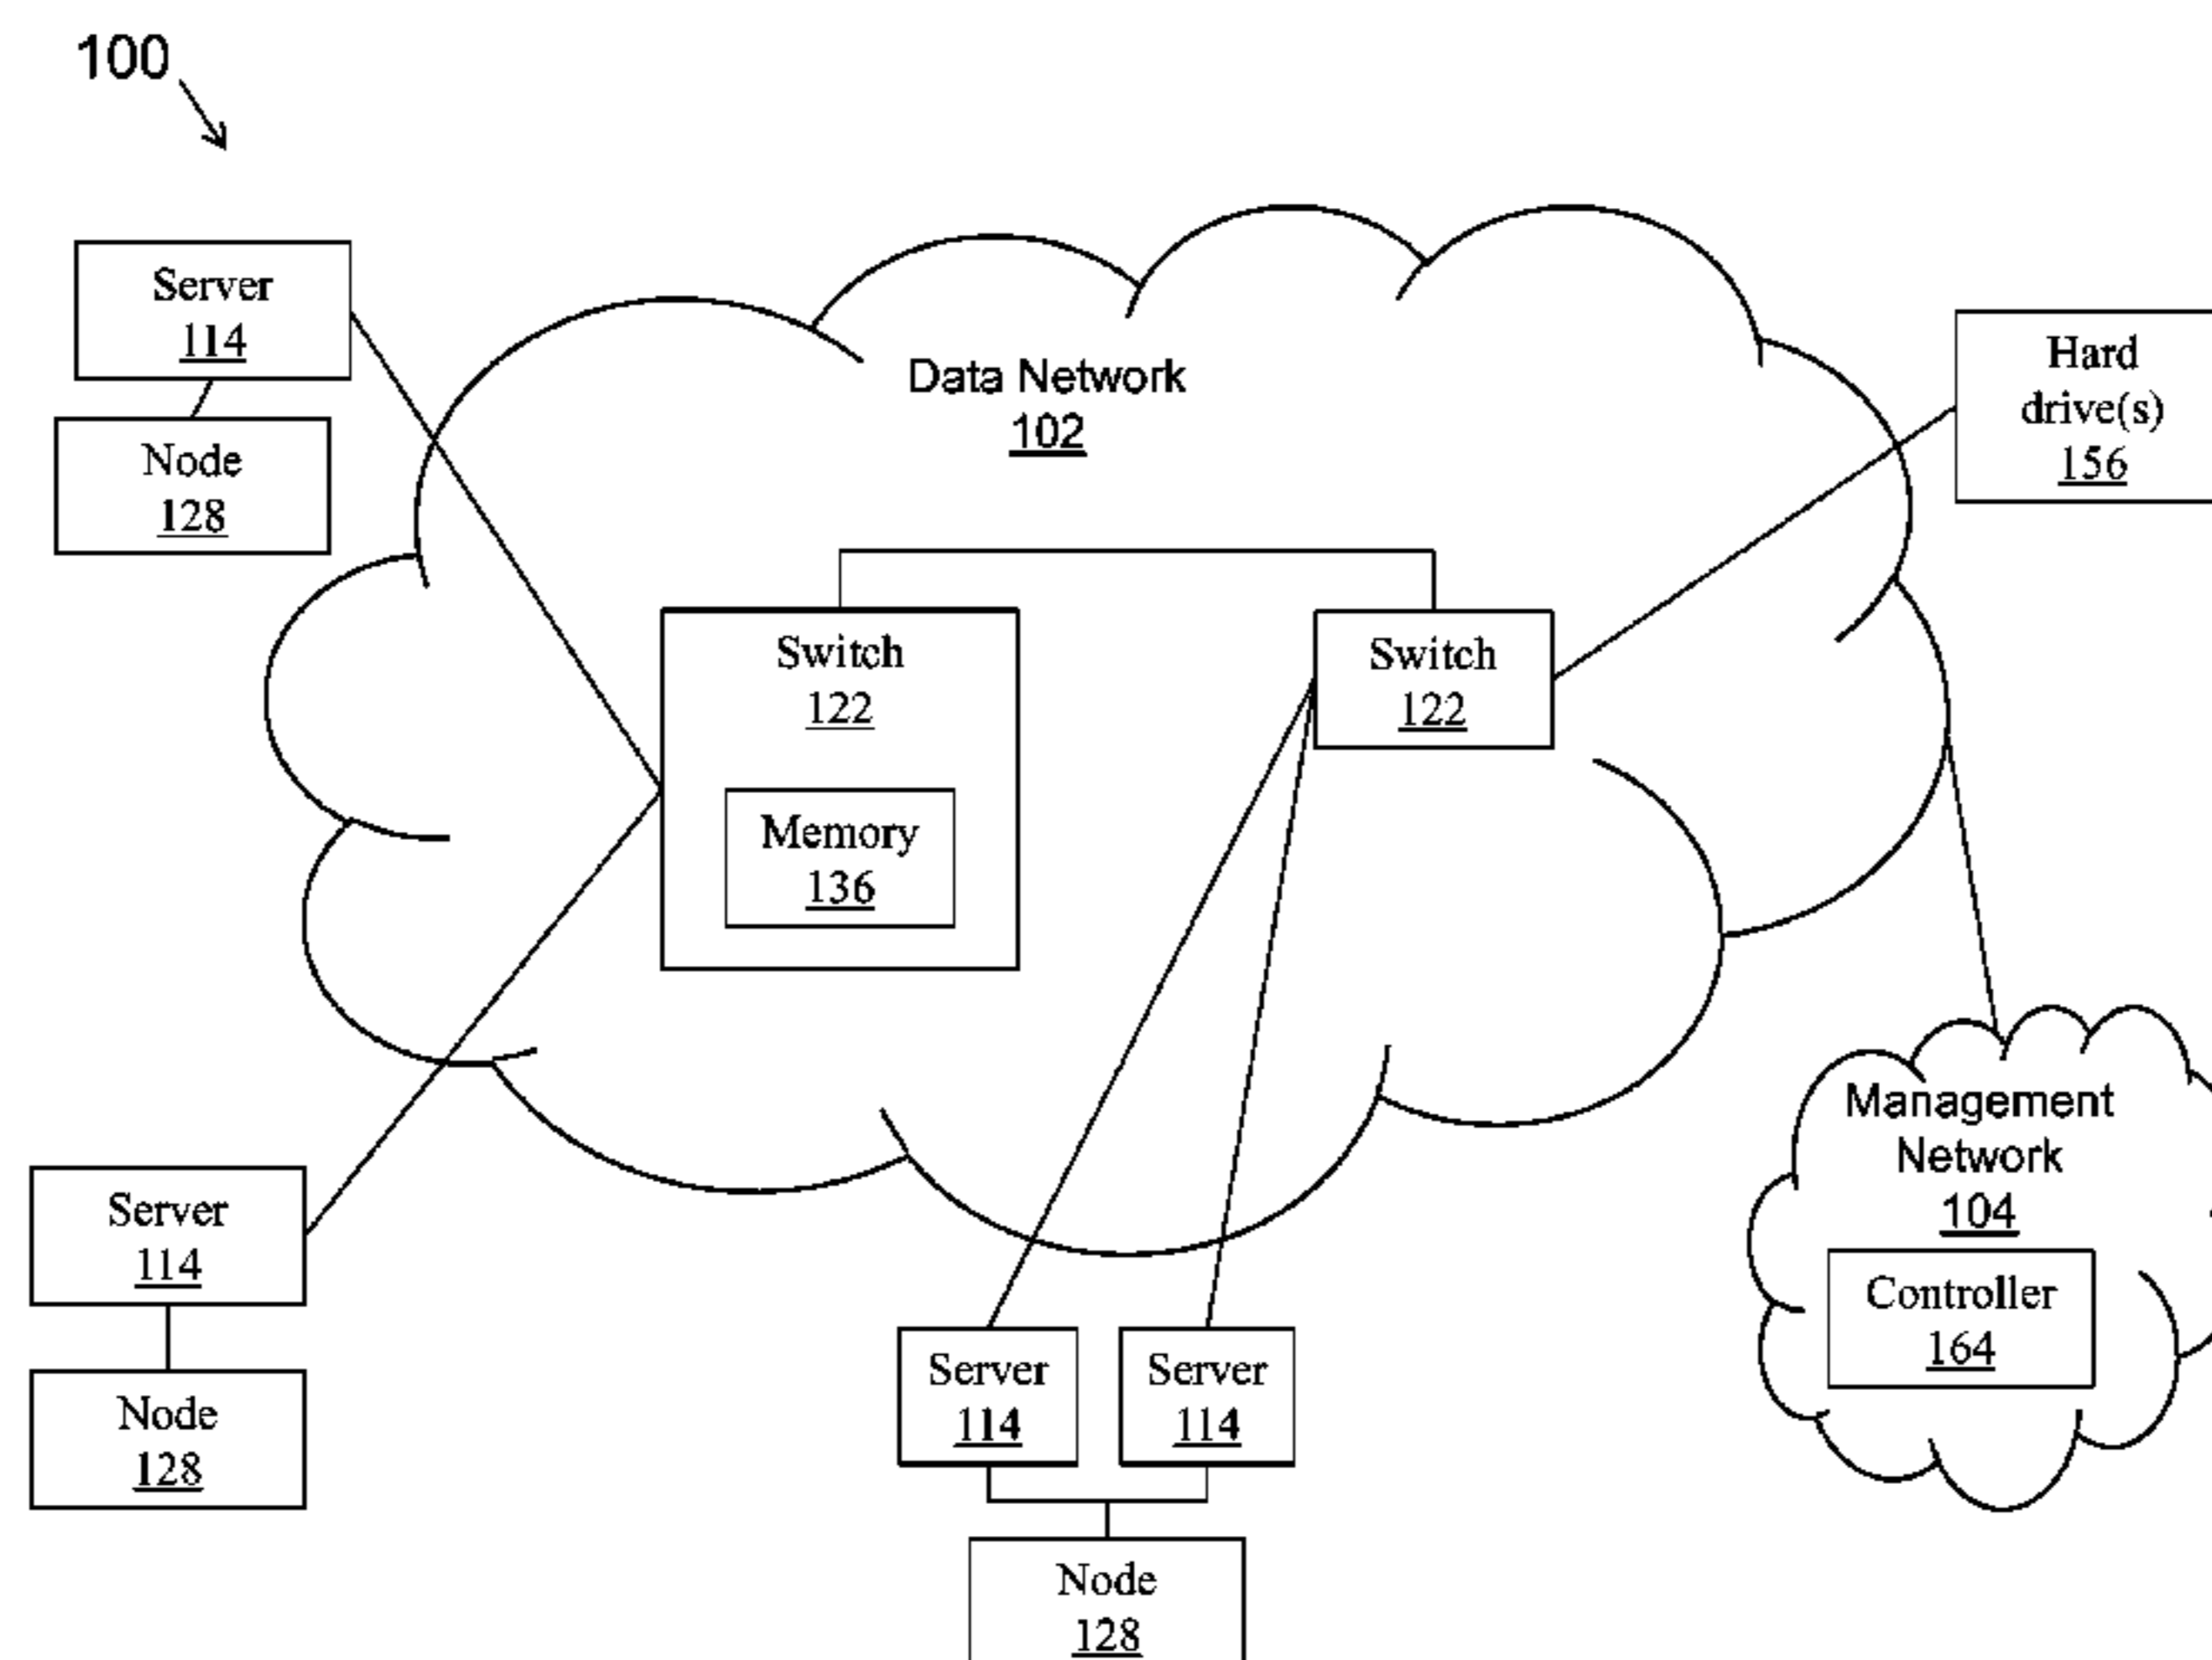 100
Server
114
Node
128
Data Network
102
Hard
drive(s)
156
Switch
122
Memory
136
Switch
122
Server
114
Node
128
Server
114
Server
114
Node
128
Management
Network
104
Controller
164